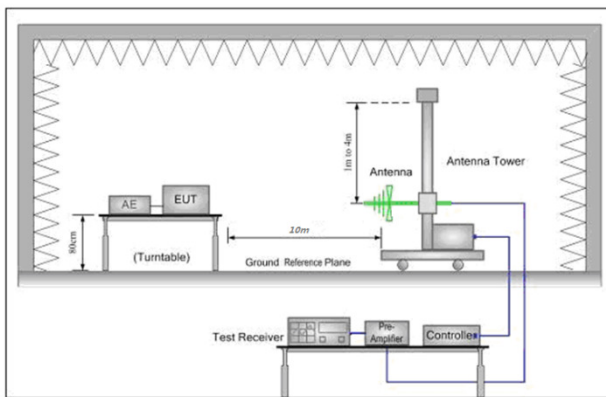 1m to 4m
Antenna
Antenna Tower
AE
EUT
80cm
(Turntable)
10m
Ground Reference Plane
Test Receiver
Pre-
Amplifier
Controller